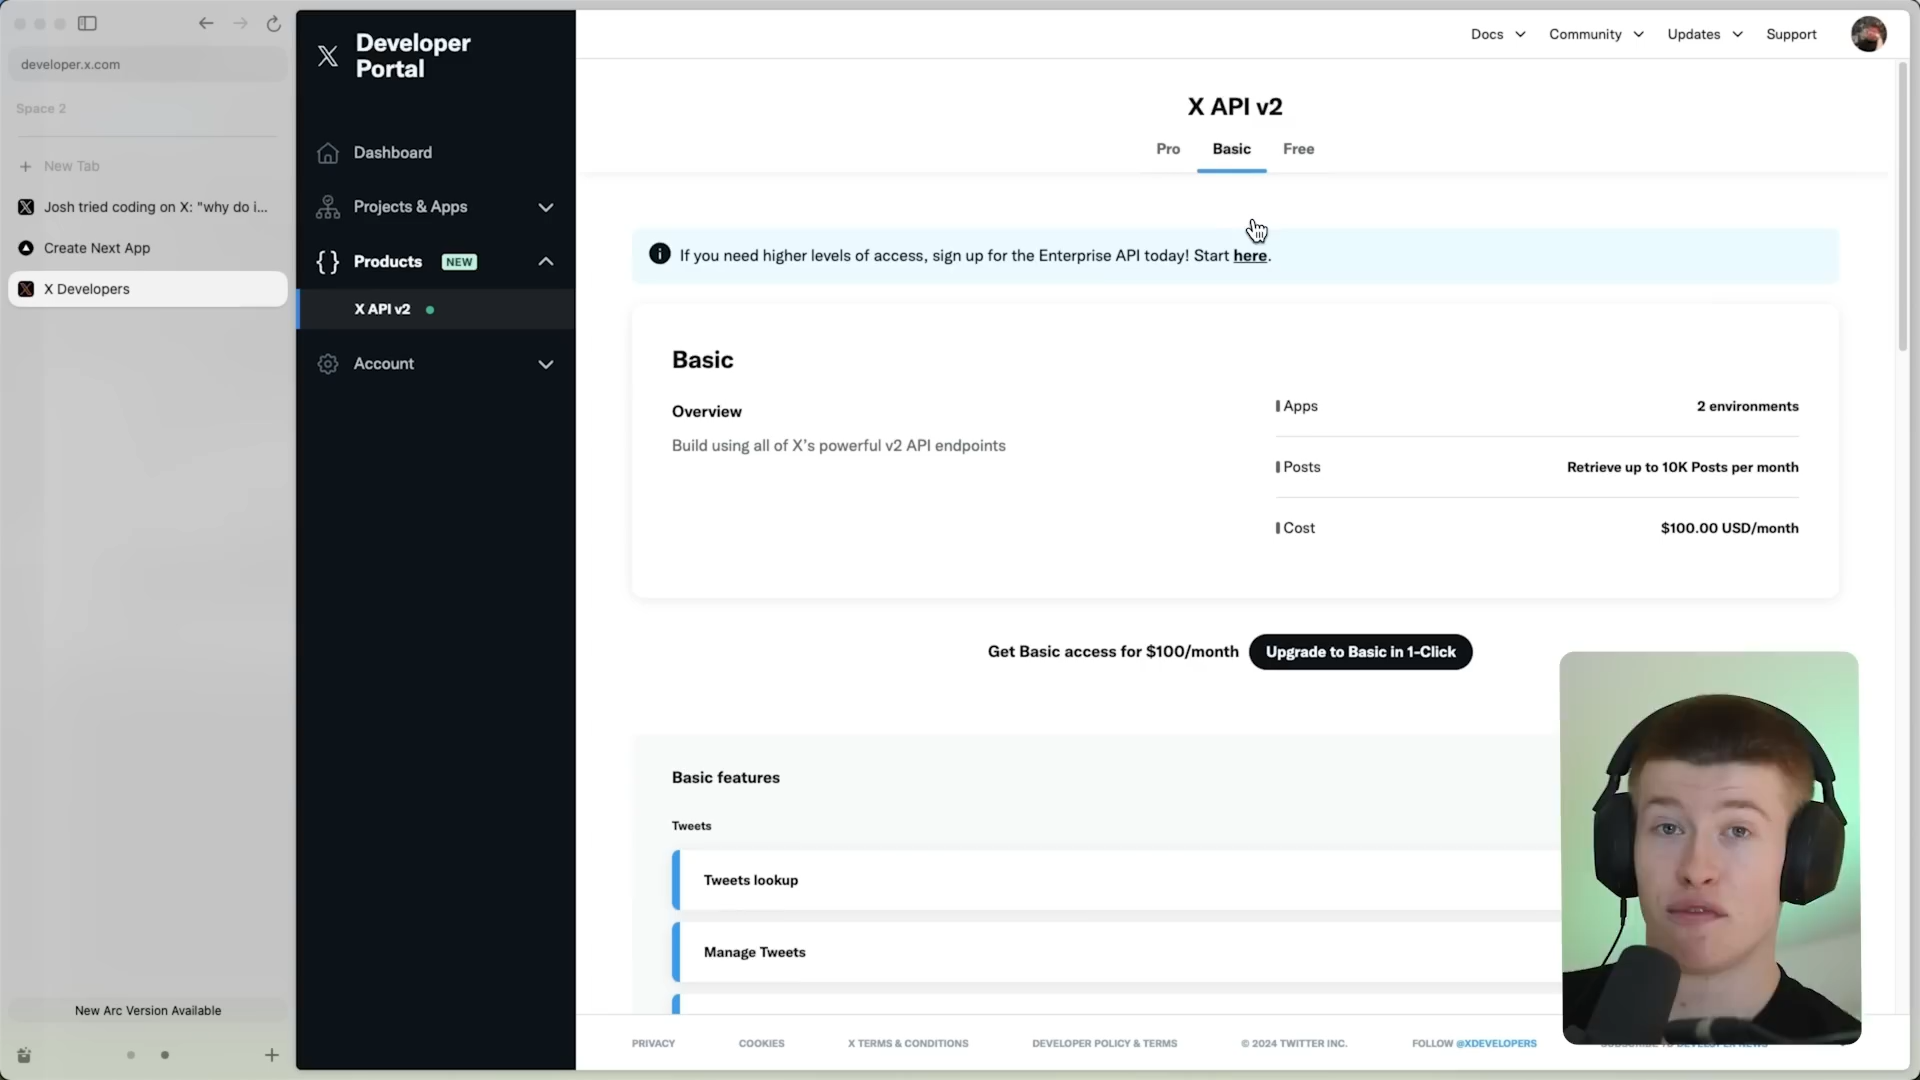 developer.x.com
Space 2
New Tab
Josh tried coding on X: "why do i...
Create Next App
X Developers
New Arc Version Available
Developer
Portal
Dashboard
Projects & Apps
Products NEW
X API v2
Account
Docs
Community
Updates
Support
X API v2
Pro
Basic
Free
If you need higher levels of access, sign up for the Enterprise API today! Start here.
Basic
Overview
Build using all of X's powerful v2 API endpoints
Apps
2 environments
Posts
Retrieve up to 10K Posts per month
Cost
$100.00 USD/month
Get Basic access for $100/month
Upgrade to Basic in 1-Click
Basic features
Tweets
Tweets lookup
Manage Tweets
PRIVACY
COOKIES
X TERMS & CONDITIONS
DEVELOPER POLICY & TERMS
© 2024 TWITTER INC.
FOLLOW @XDEVELOPERS